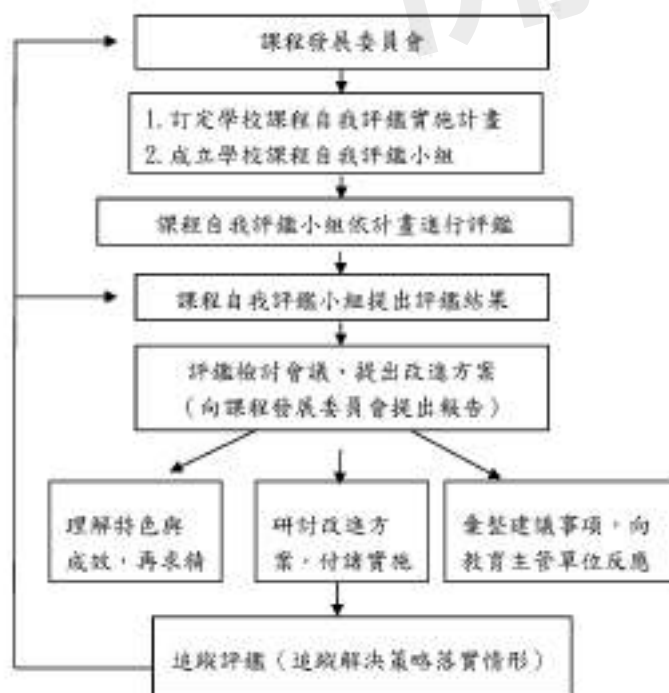 課程發展委員會
1. 訂定學校課程自我評鑑實施計畫
2. 成立學校課程自我評鑑小組
課程自我評鑑小組依計畫進行評鑑
課程自我評鑑小組提出評鑑結果
評鑑檢討會議、提出改進方案
（向課程發展委員會提出報告）
理解特色與
成效，再求精
研討改進方
案，付諸實施
彙整建議事項，向
教育主管單位反應
追蹤評鑑（追蹤解決策略落實情形）